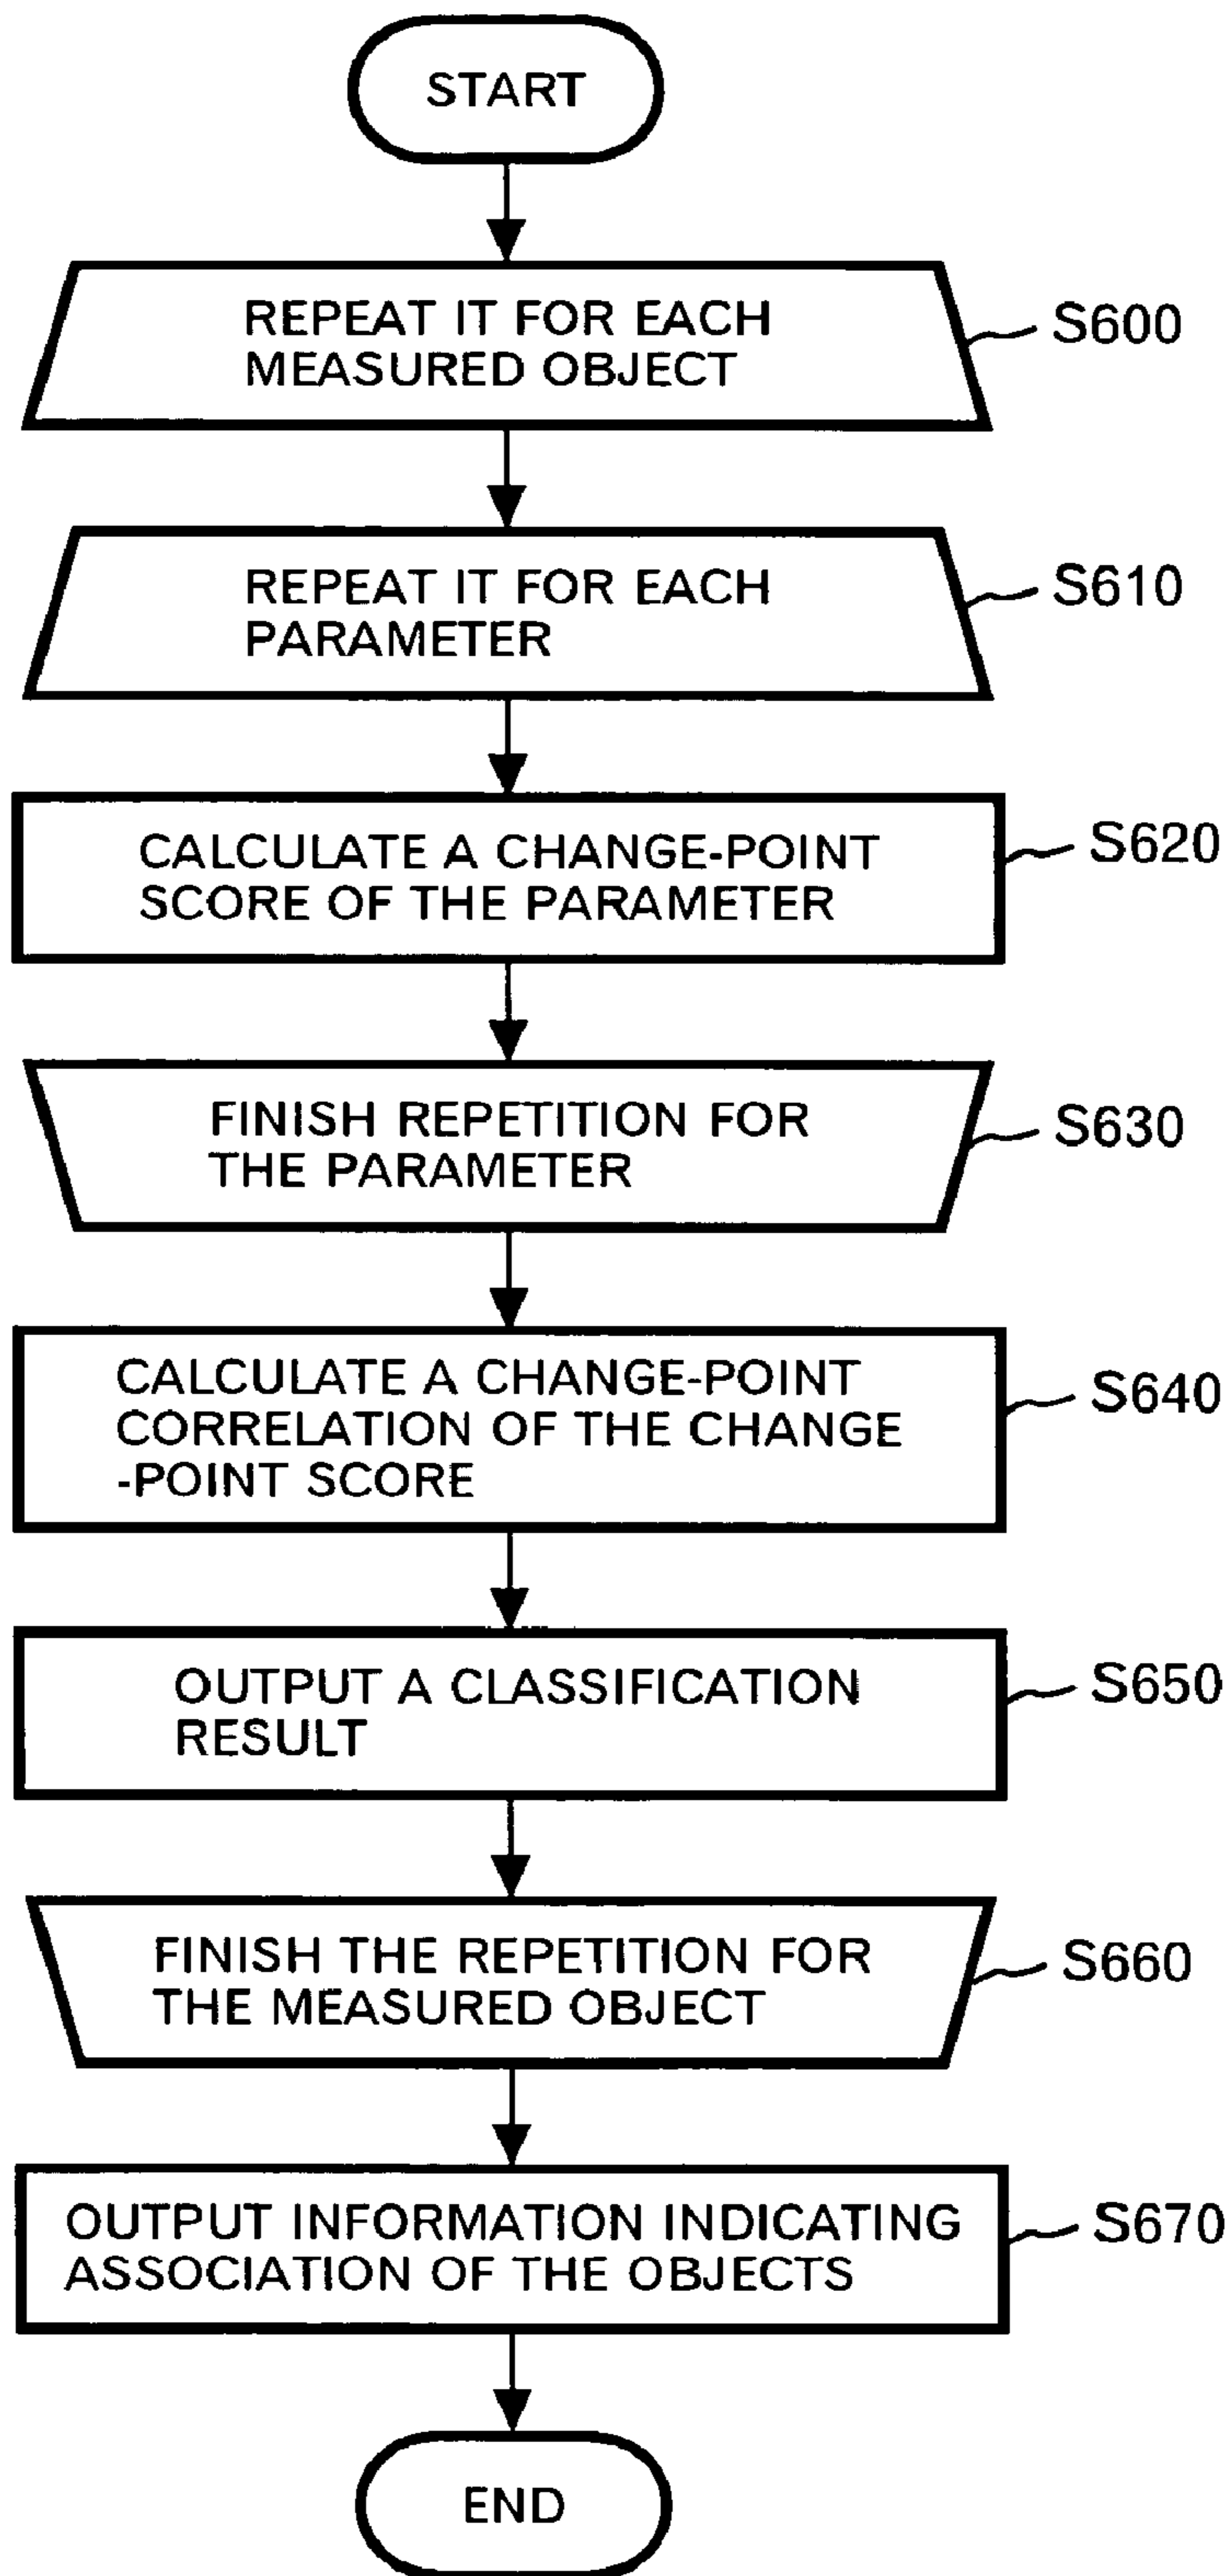 START
REPEAT IT FOR EACH
MEASURED OBJECT
S600
REPEAT IT FOR EACH
PARAMETER
S610
CALCULATE A CHANGE-POINT
SCORE OF THE PARAMETER
S620
FINISH REPETITION FOR
THE PARAMETER
S630
CALCULATE A CHANGE-POINT
CORRELATION OF THE CHANGE
-POINT SCORE
S640
OUTPUT A CLASSIFICATION
RESULT
S650
FINISH THE REPETITION FOR
THE MEASURED OBJECT
S660
OUTPUT INFORMATION INDICATING
ASSOCIATION OF THE OBJECTS
S670
END